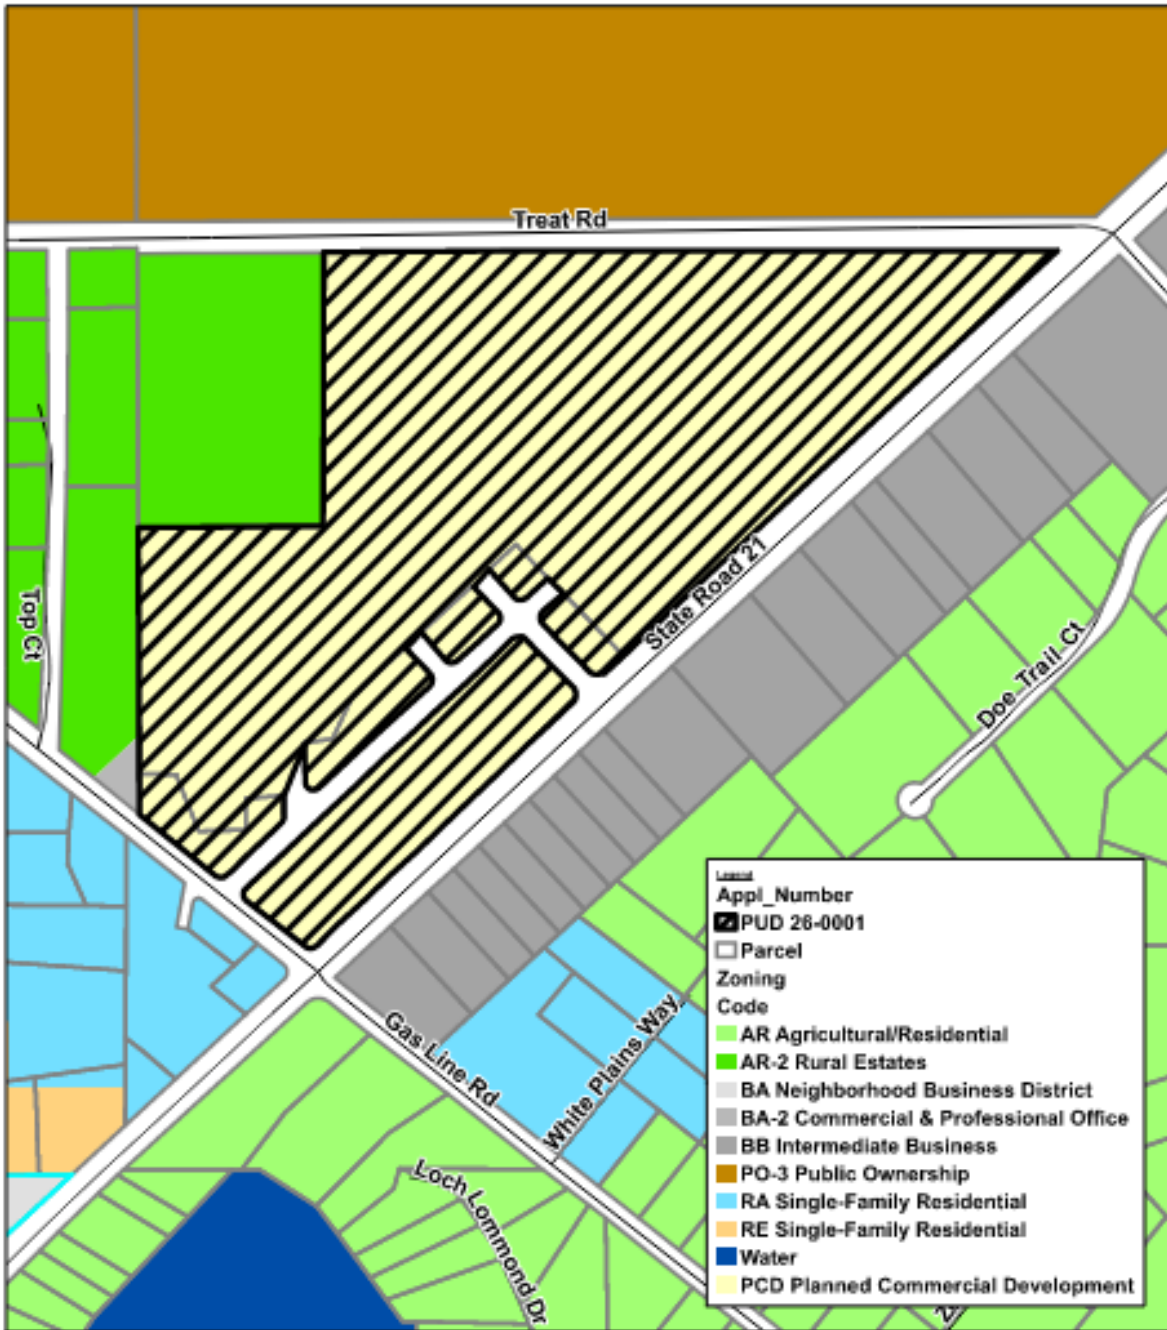 Treat Rd
State Road 21
Top Ct
Doe Trail Ct
Gas Line Rd
White Plains Way
Loch Lommond Dr
Legend
Appl_Number
PUD 26-0001
Parcel
Zoning
Code
AR Agricultural/Residential
AR-2 Rural Estates
BA Neighborhood Business District
BA-2 Commercial & Professional Office
BB Intermediate Business
PO-3 Public Ownership
RA Single-Family Residential
RE Single-Family Residential
Water
PCD Planned Commercial Development